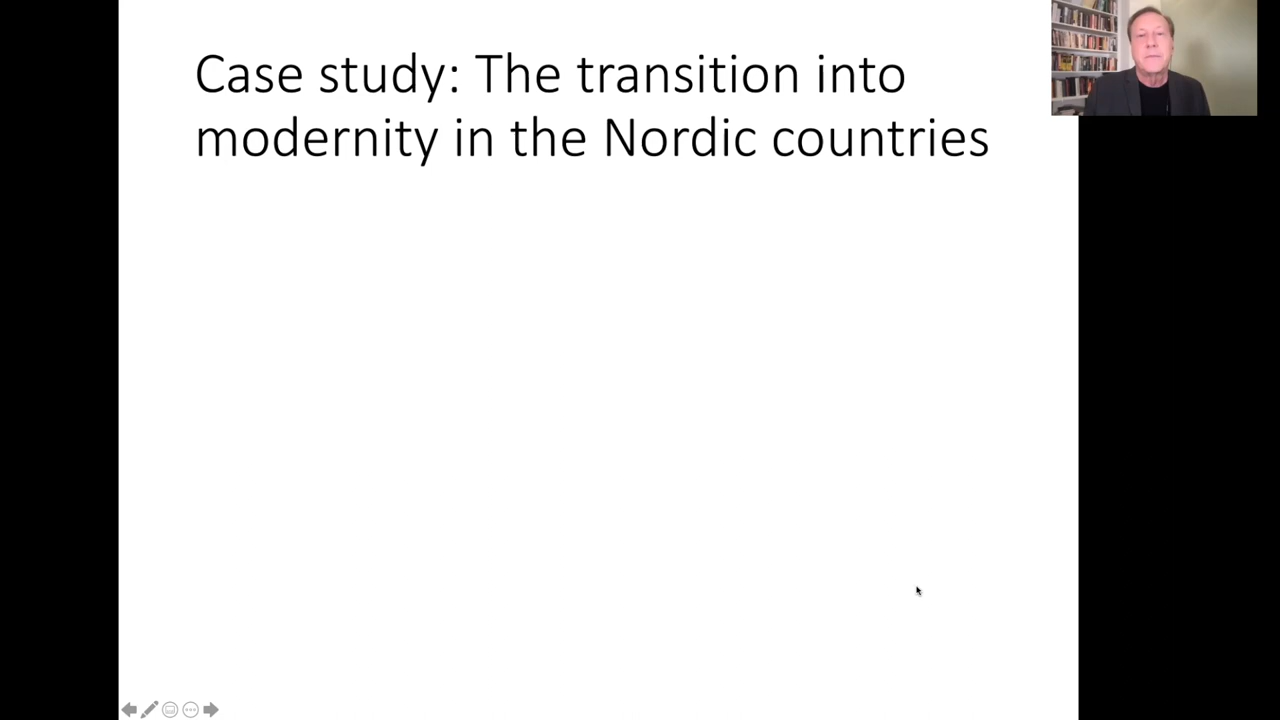 Case study: The transition into
modernity in the Nordic countries